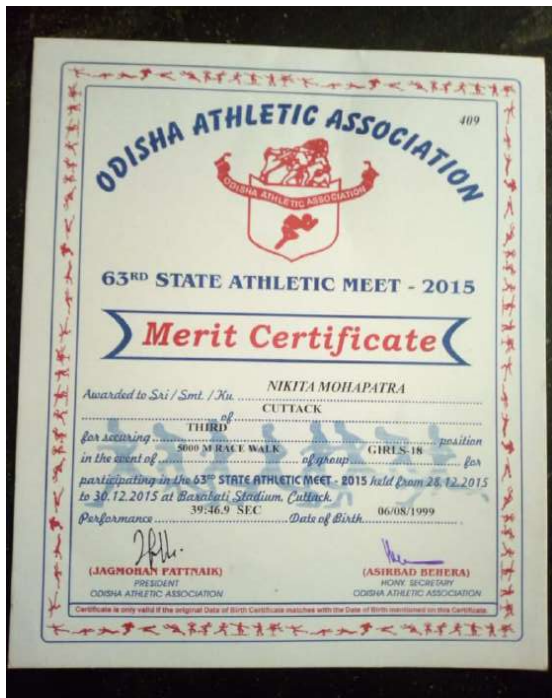 409
ODISHA ATHLETIC ASSOCIATION
ODISHA ATHLETIC ASSOCIATION
63RD STATE ATHLETIC MEET - 2015
Merit Certificate
Awarded to Sri / Smt. / Ku. NIKITA MOHAPATRA
of CUTTACK
for securing THIRD position
in the event of 5000 M RACE WALK of group GIRLS-18 for
participating in the 63RD STATE ATHLETIC MEET - 2015 held from 28.12.2015
to 30.12.2015 at Barabati Stadium, Cuttack.
Performance 39:46.9 SEC Date of Birth 06/08/1999
(JAGMOHAN PATTNAIK) (ASIRBAD BEHERA)
PRESIDENT HONY. SECRETARY
ODISHA ATHLETIC ASSOCIATION ODISHA ATHLETIC ASSOCIATION
Certificate is only valid if the original Date of Birth Certificate matches with the Date of Birth mentioned on this Certificate.